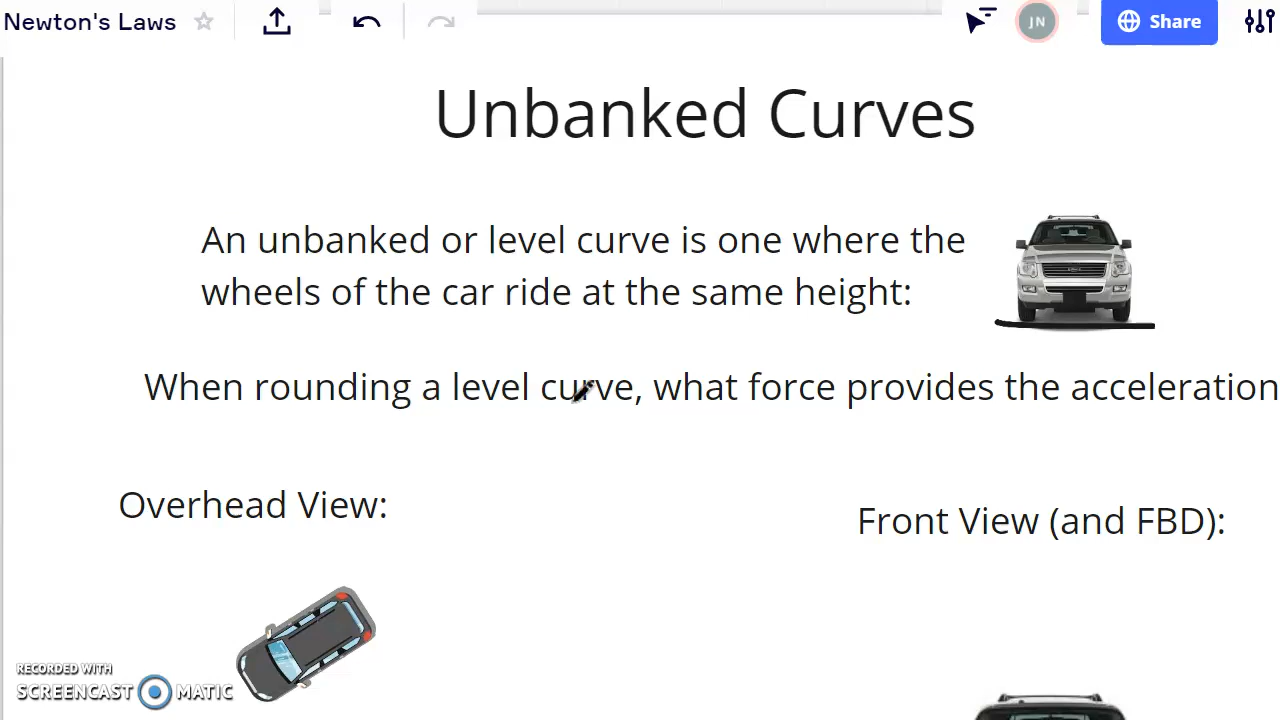 Newton's Laws
JN
Share
Unbanked Curves
An unbanked or level curve is one where the
wheels of the car ride at the same height:
When rounding a level curve, what force provides the acceleration
Overhead View:
Front View (and FBD):
RECORDED WITH
SCREENCAST MATIC